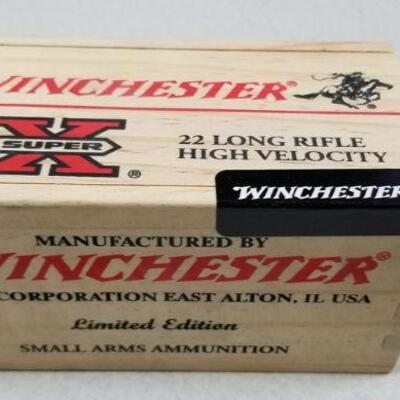 WINCHESTER®
SUPER X®
22 LONG RIFLE
HIGH VELOCITY
WINCHESTER
MANUFACTURED BY
WINCHESTER®
CORPORATION EAST ALTON, IL USA
Limited Edition
SMALL ARMS AMMUNITION